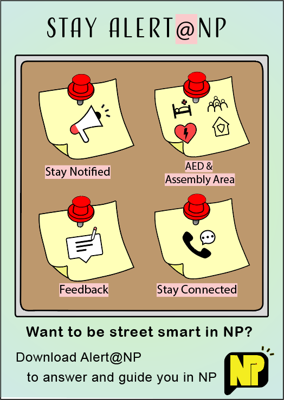 STAY ALERT@NP
Stay Notified
AED &
Assembly Area
Feedback
Stay Connected
Want to be street smart in NP?
Download Alert@NP
to answer and guide you in NP
NP